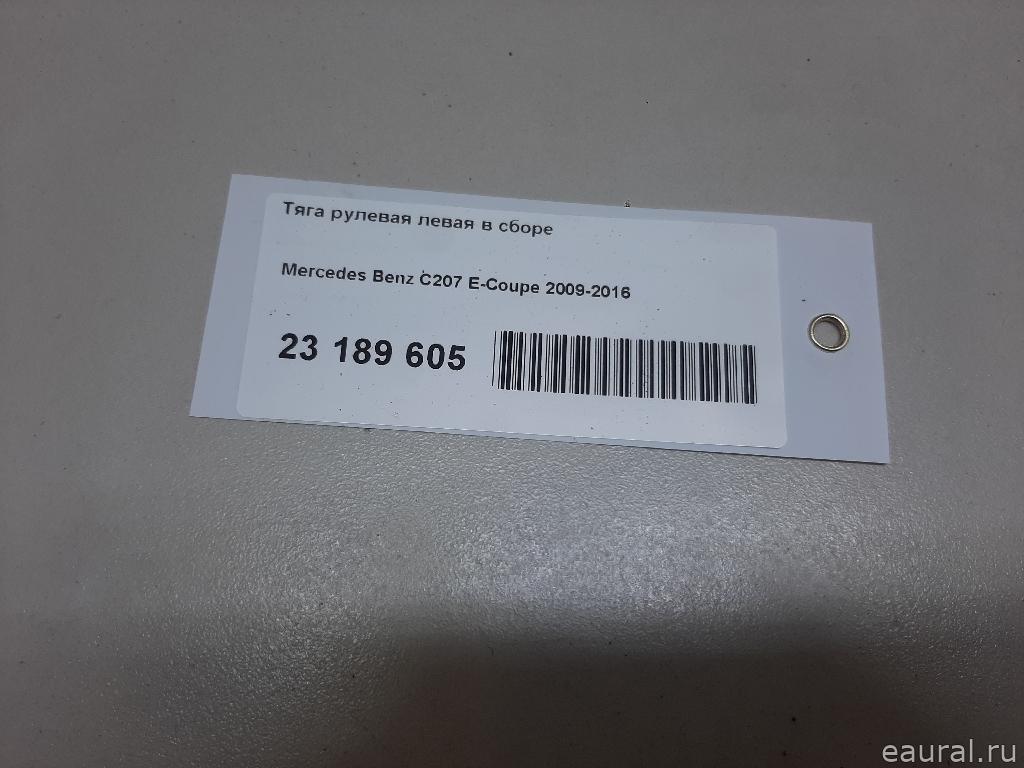 Тяга рулевая левая в сборе
Mercedes Benz C207 E-Coupe 2009-2016
23 189 605
eaural.ru